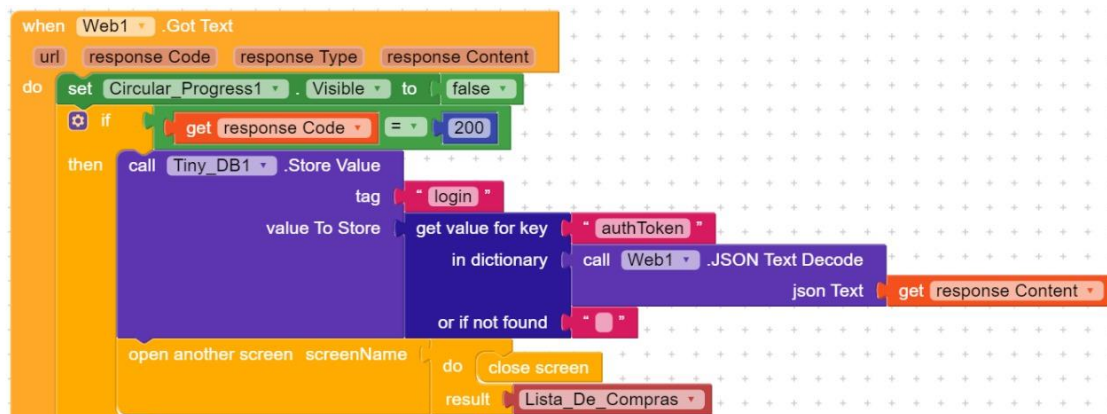 when Web1 .Got Text
url response Code response Type response Content
do set Circular_Progress1 . Visible to false
if get response Code = 200
then call Tiny_DB1 .Store Value
tag " login "
value To Store get value for key " authToken "
in dictionary call Web1 .JSON Text Decode
json Text get response Content
or if not found " "
open another screen screenName do close screen
result Lista_De_Compras